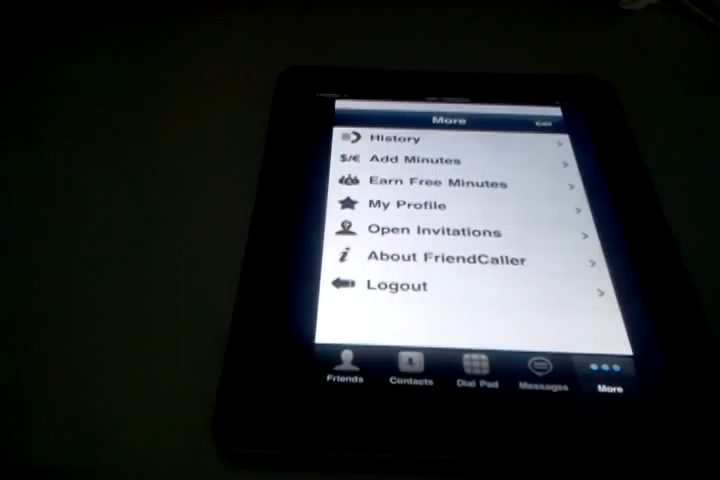 More
Edit
History
$/€ Add Minutes
Earn Free Minutes
My Profile
Open Invitations
i About FriendCaller
Logout
Friends
Contacts
Dial Pad
Messages
More